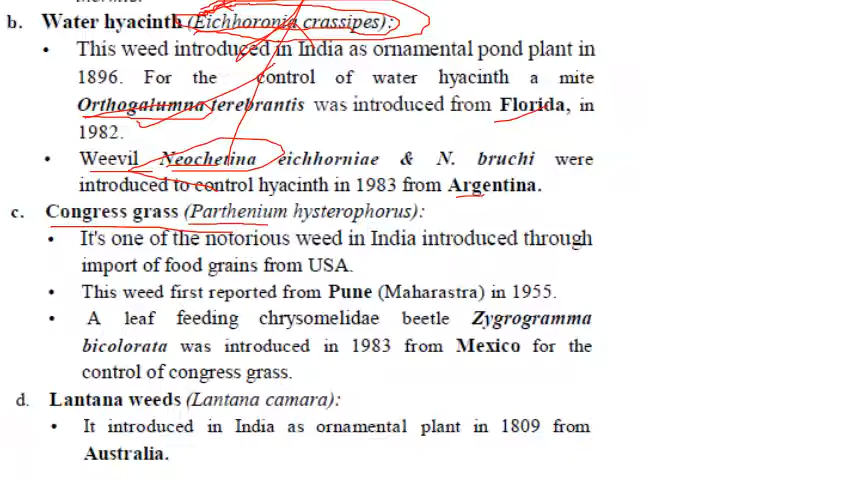 b. Water hyacinth (Eichhoronia crassipes):
• This weed introduced in India as ornamental pond plant in
1896. For the control of water hyacinth a mite
Orthogalumna terebrantis was introduced from Florida, in
1982.
• Weevil Neochetina eichhorniae & N. bruchi were
introduced to control hyacinth in 1983 from Argentina.
c. Congress grass (Parthenium hysterophorus):
• It's one of the notorious weed in India introduced through
import of food grains from USA.
• This weed first reported from Pune (Maharastra) in 1955.
• A leaf feeding chrysomelidae beetle Zygrogramma
bicolorata was introduced in 1983 from Mexico for the
control of congress grass.
d. Lantana weeds (Lantana camara):
• It introduced in India as ornamental plant in 1809 from
Australia.